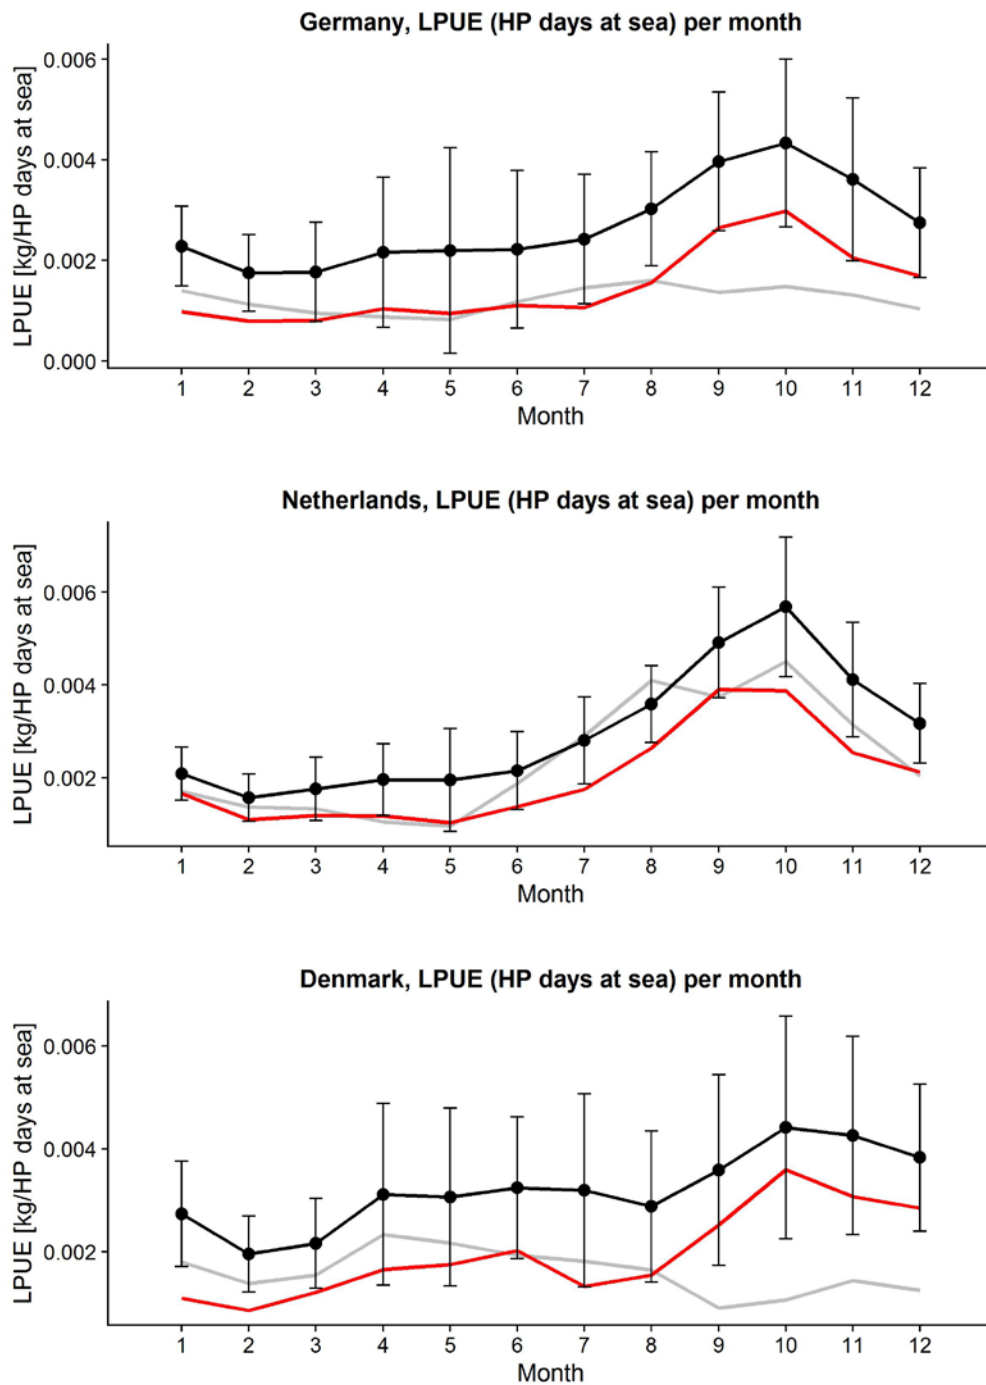 Germany, LPUE (HP days at sea) per month
LPUE [kg/HP days at sea]
0.006
0.004
0.002
0.000
1 2 3 4 5 6 7 8 9 10 11 12
Month
Netherlands, LPUE (HP days at sea) per month
LPUE [kg/HP days at sea]
0.006
0.004
0.002
1 2 3 4 5 6 7 8 9 10 11 12
Month
Denmark, LPUE (HP days at sea) per month
LPUE [kg/HP days at sea]
0.006
0.004
0.002
1 2 3 4 5 6 7 8 9 10 11 12
Month